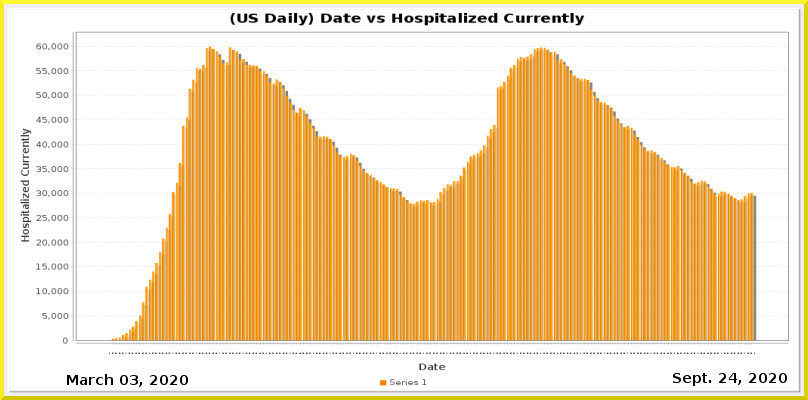 (US Daily) Date vs Hospitalized Currently
60,000
55,000
50,000
45,000
40,000
35,000
30,000
25,000
20,000
15,000
10,000
5,000
0
Hospitalized Currently
Date
March 03, 2020
Series 1
Sept. 24, 2020